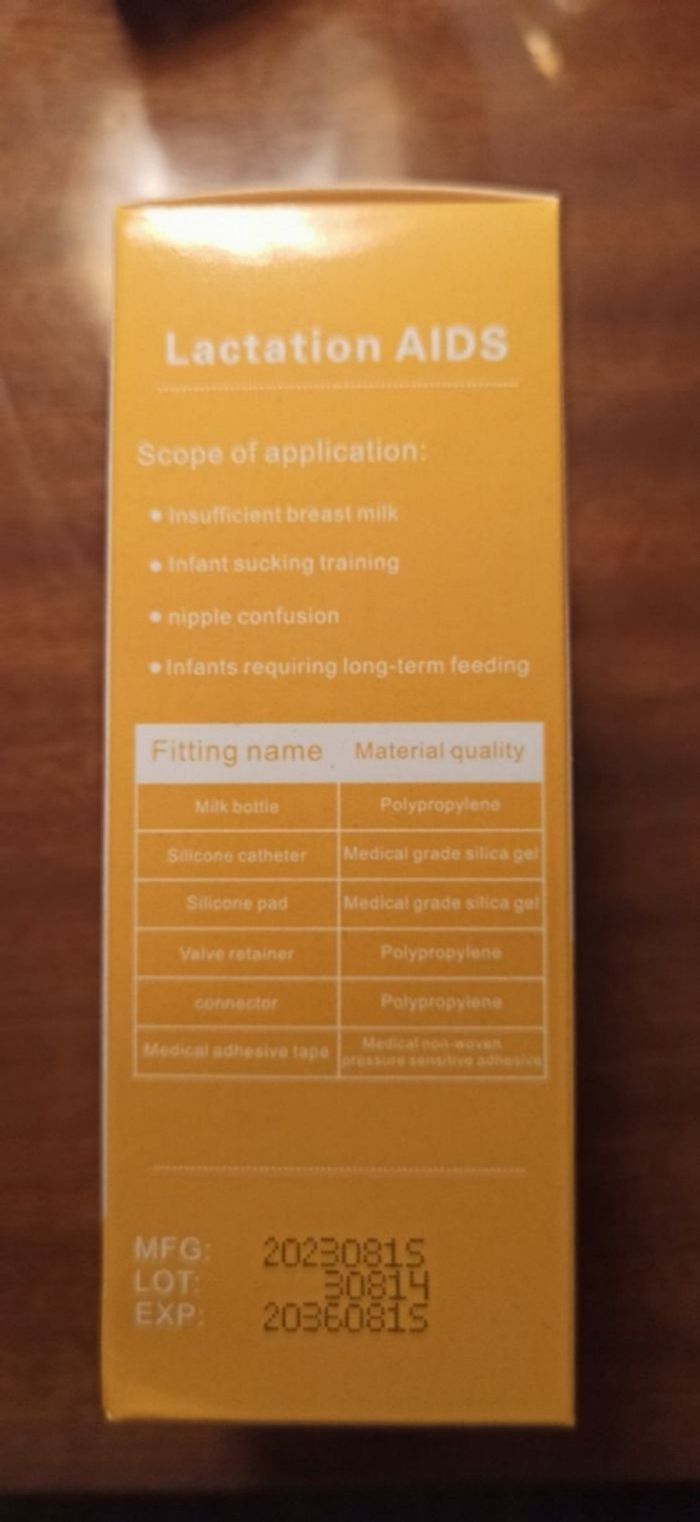 Lactation AIDS
Scope of application:
• Insufficient breast milk
• Infant sucking training
• nipple confusion
• Infants requiring long-term feeding
Fitting name Material quality
Milk bottle Polypropylene
Silicone catheter Medical grade silica gel
Silicone pad Medical grade silica gel
Valve retainer Polypropylene
connector Polypropylene
Medical adhesive tape Medical non-woven
pressure sensitive adhesive
MFG: 20230815
LOT: 30814
EXP: 20360815